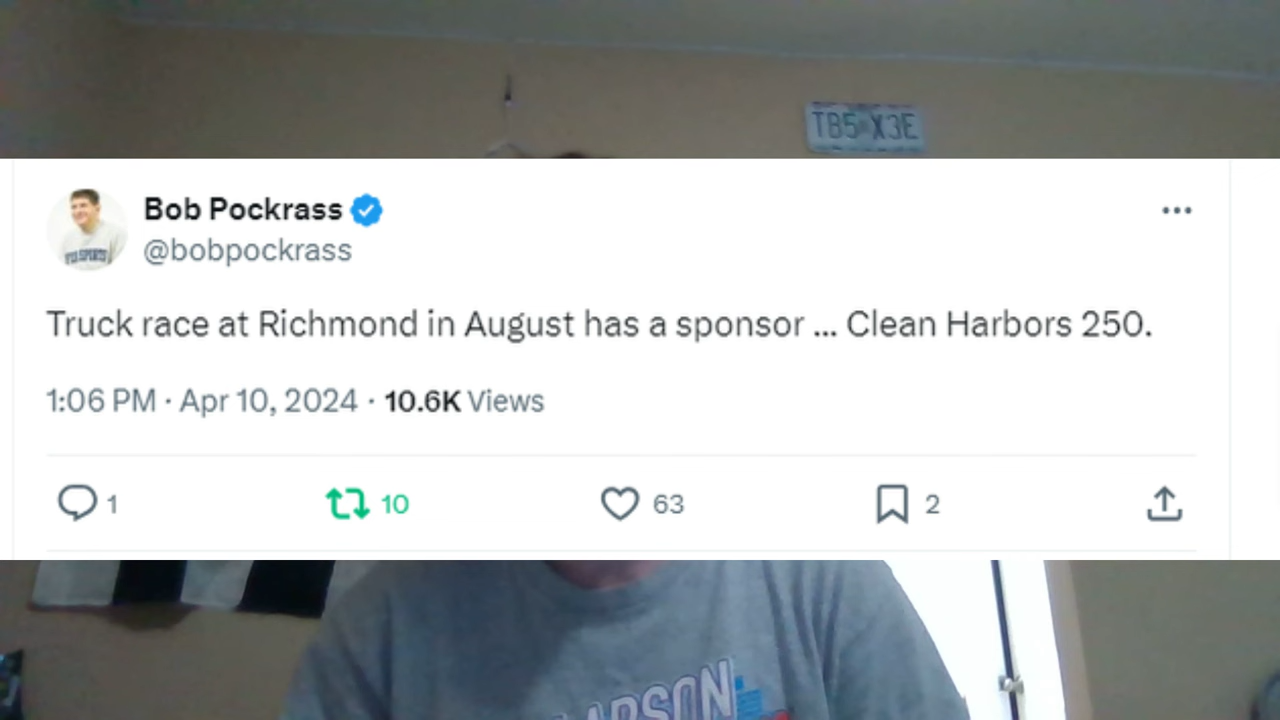 TB5 X3E
Bob Pockrass
@bobpockrass
Truck race at Richmond in August has a sponsor ... Clean Harbors 250.
1:06 PM · Apr 10, 2024 · 10.6K Views
1
10
63
2
LARSON